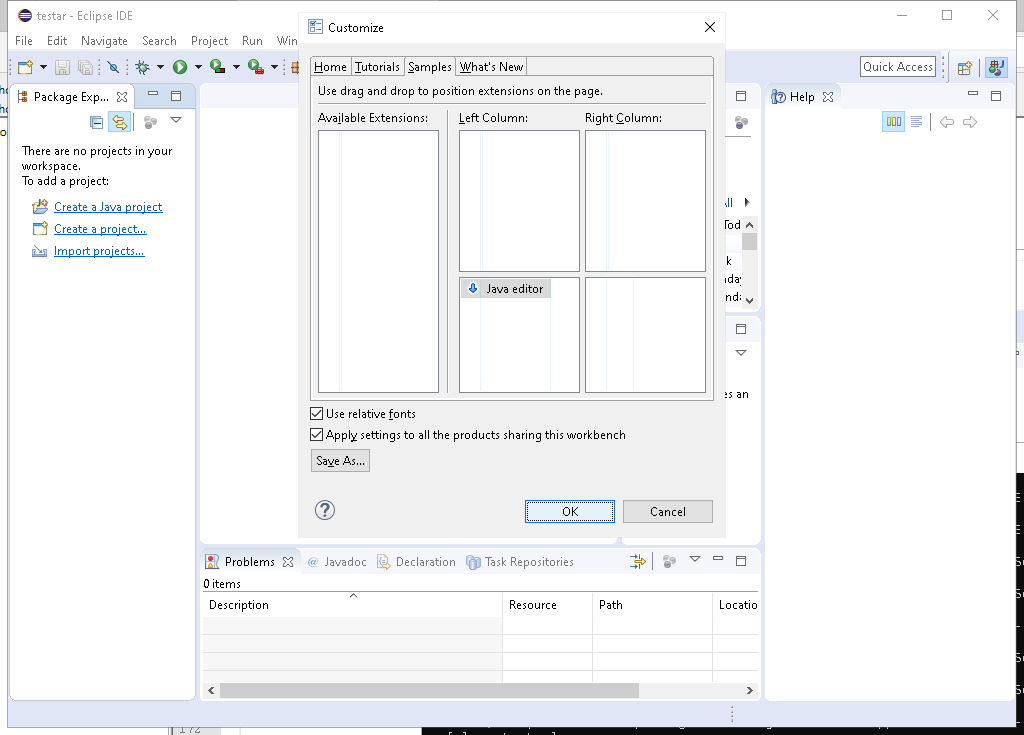 testar - Eclipse IDE
File Edit Navigate Search Project Run Win
Quick Access
Package Exp...
There are no projects in your
workspace.
To add a project:
Create a Java project
Create a project...
Import projects...
Customize
Home Tutorials Samples What's New
Use drag and drop to position extensions on the page.
Available Extensions:
Left Column:
Right Column:
Java editor
Use relative fonts
Apply settings to all the products sharing this workbench
Save As...
?
OK
Cancel
Help
Problems @ Javadoc Declaration Task Repositories
0 items
Description Resource Path Locatio
172